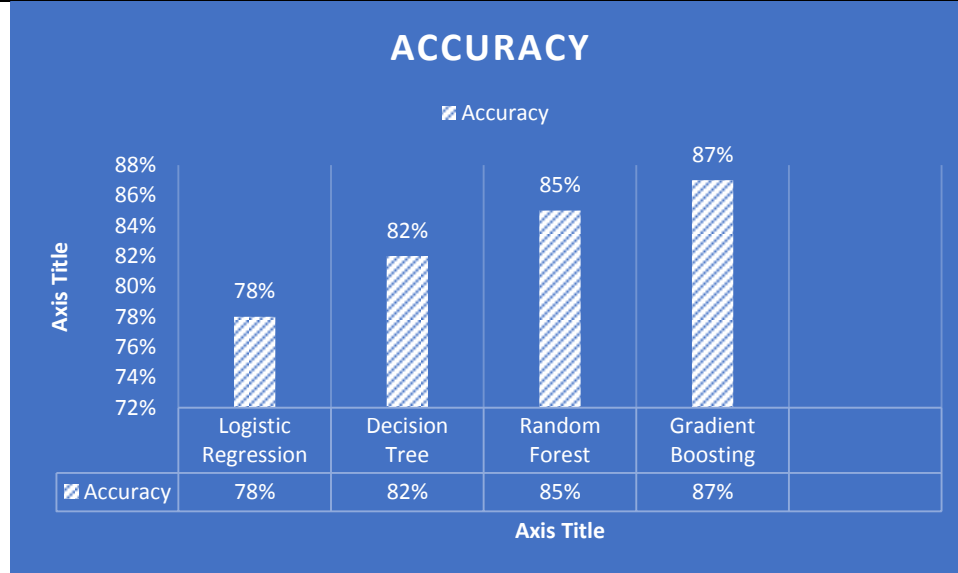 ACCURACY
Accuracy
88%
86%
84%
82%
80%
78%
76%
74%
72%
Axis Title
78%
82%
85%
87%
Logistic
Regression
Decision
Tree
Random
Forest
Gradient
Boosting
Accuracy 78% 82% 85% 87%
Axis Title